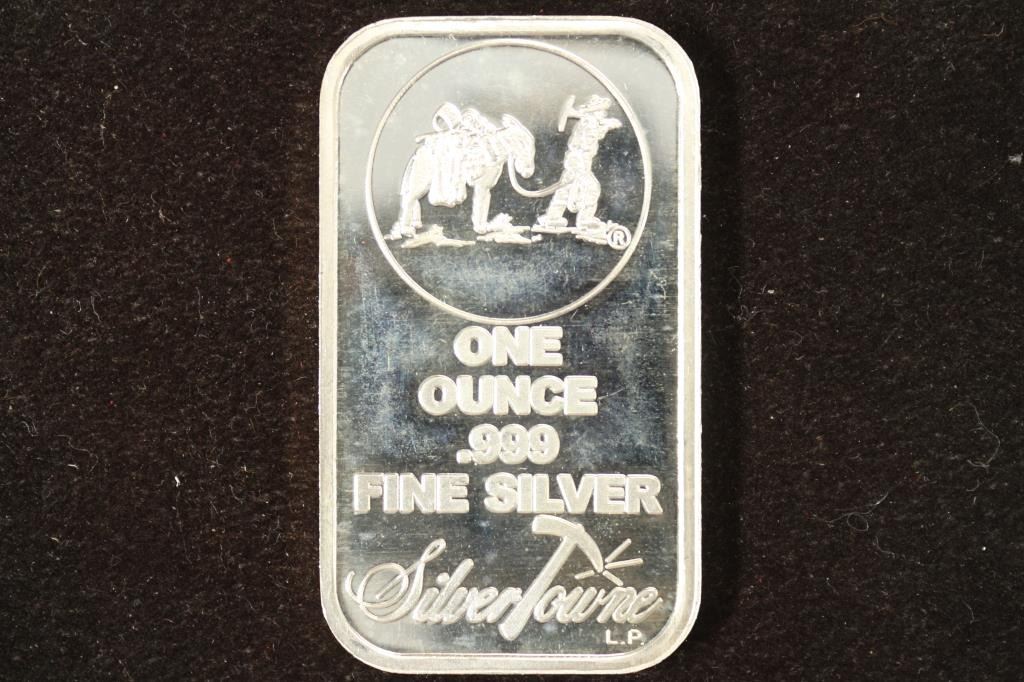 ®
ONE
OUNCE
.999
FINE SILVER
SilverTowne
L.P.